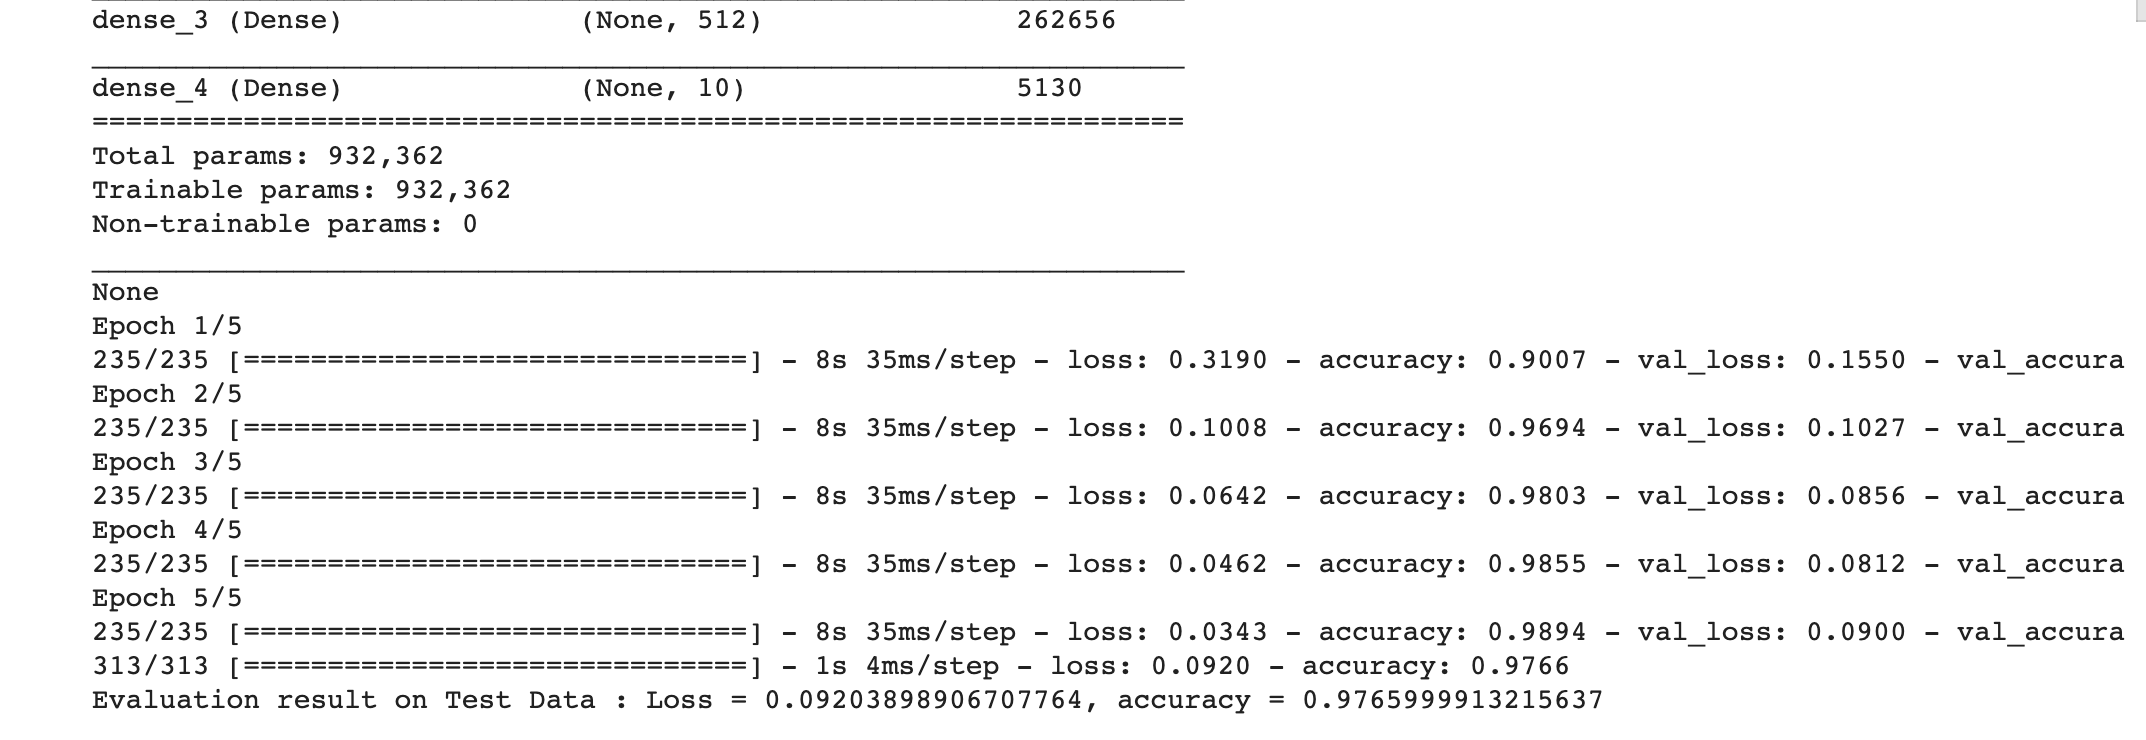 dense_3 (Dense) (None, 512) 262656
_________________________________________________________________
dense_4 (Dense) (None, 10) 5130
=================================================================
Total params: 932,362
Trainable params: 932,362
Non-trainable params: 0
_________________________________________________________________
None
Epoch 1/5
235/235 [==============================] - 8s 35ms/step - loss: 0.3190 - accuracy: 0.9007 - val_loss: 0.1550 - val_accura
Epoch 2/5
235/235 [==============================] - 8s 35ms/step - loss: 0.1008 - accuracy: 0.9694 - val_loss: 0.1027 - val_accura
Epoch 3/5
235/235 [==============================] - 8s 35ms/step - loss: 0.0642 - accuracy: 0.9803 - val_loss: 0.0856 - val_accura
Epoch 4/5
235/235 [==============================] - 8s 35ms/step - loss: 0.0462 - accuracy: 0.9855 - val_loss: 0.0812 - val_accura
Epoch 5/5
235/235 [==============================] - 8s 35ms/step - loss: 0.0343 - accuracy: 0.9894 - val_loss: 0.0900 - val_accura
313/313 [==============================] - 1s 4ms/step - loss: 0.0920 - accuracy: 0.9766
Evaluation result on Test Data : Loss = 0.09203898906707764, accuracy = 0.9765999913215637